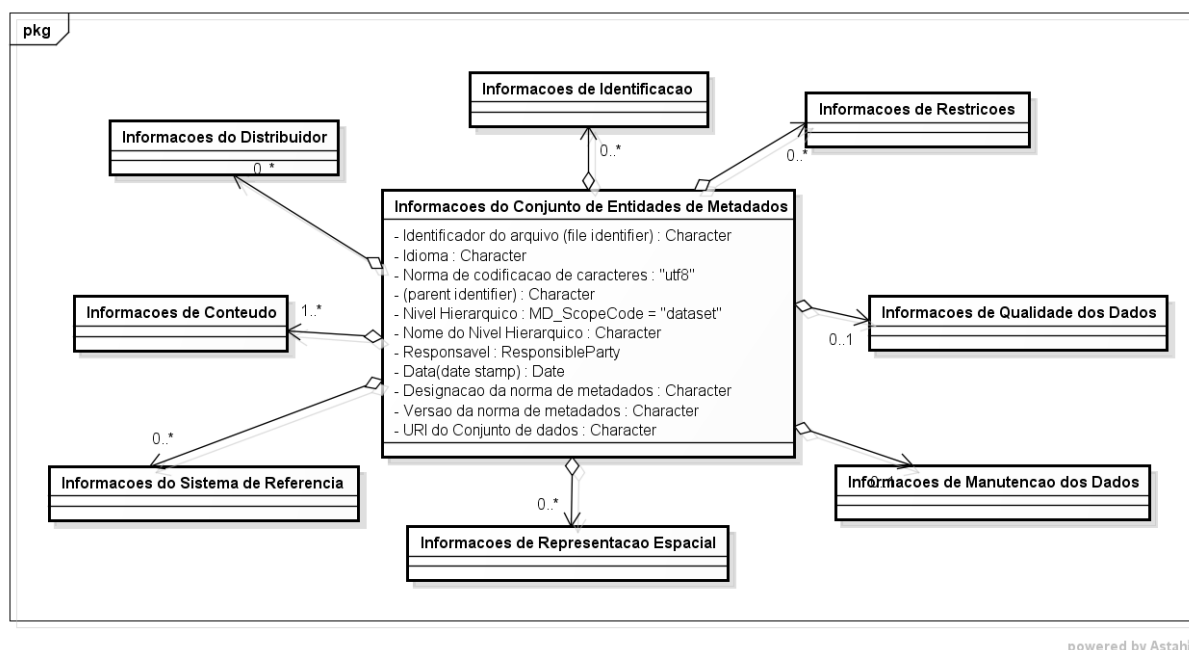 pkg
Informacoes de Identificacao
0..*
Informacoes de Restricoes
0..*
Informacoes do Distribuidor
0..*
Informacoes do Conjunto de Entidades de Metadados
- Identificador do arquivo (file identifier) : Character
- Idioma : Character
- Norma de codificacao de caracteres : "utf8"
- (parent identifier) : Character
- Nivel Hierarquico : MD_ScopeCode = "dataset"
- Nome do Nivel Hierarquico : Character
- Responsavel : ResponsibleParty
- Data(date stamp) : Date
- Designacao da norma de metadados : Character
- Versao da norma de metadados : Character
- URI do Conjunto de dados : Character
Informacoes de Conteudo
1..*
Informacoes de Qualidade dos Dados
0..1
0..*
Informacoes do Sistema de Referencia
Informacoes de Manutencao dos Dados
0..1
0..*
Informacoes de Representacao Espacial
powered by Astah